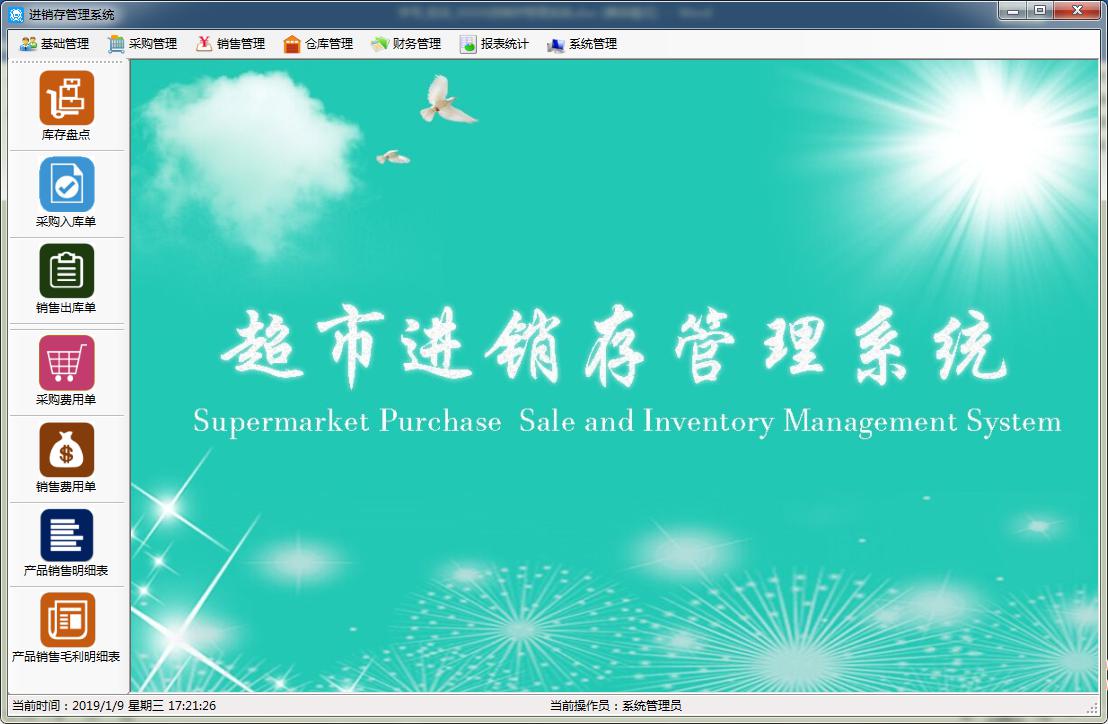 进销存管理系统
基础管理 采购管理 销售管理 仓库管理 财务管理 报表统计 系统管理
库存盘点
采购入库单
销售出库单
采购费用单
销售费用单
产品销售明细表
产品销售毛利明细表
超市进销存管理系统
Supermarket Purchase Sale and Inventory Management System
当前时间：2019/1/9 星期三 17:21:26 当前操作员：系统管理员